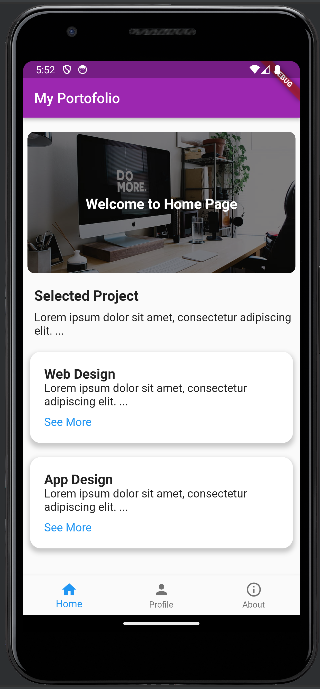 5:52
DEBUG
My Portofolio
DO
MORE.
Welcome to Home Page
Selected Project
Lorem ipsum dolor sit amet, consectetur adipiscing
elit. ...
Web Design
Lorem ipsum dolor sit amet, consectetur
adipiscing elit. ...
See More
App Design
Lorem ipsum dolor sit amet, consectetur
adipiscing elit. ...
See More
Home
Profile
About